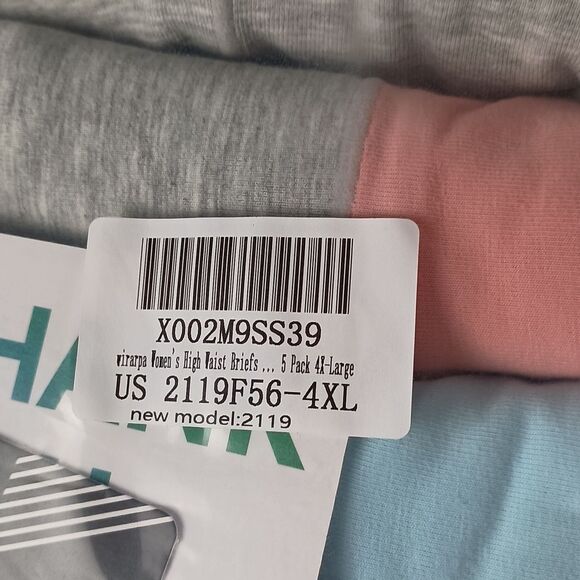 X002M9SS39
wirarpa Women's High Waist Briefs ... 5 Pack 4X-Large
US 2119F56-4XL
new model:2119